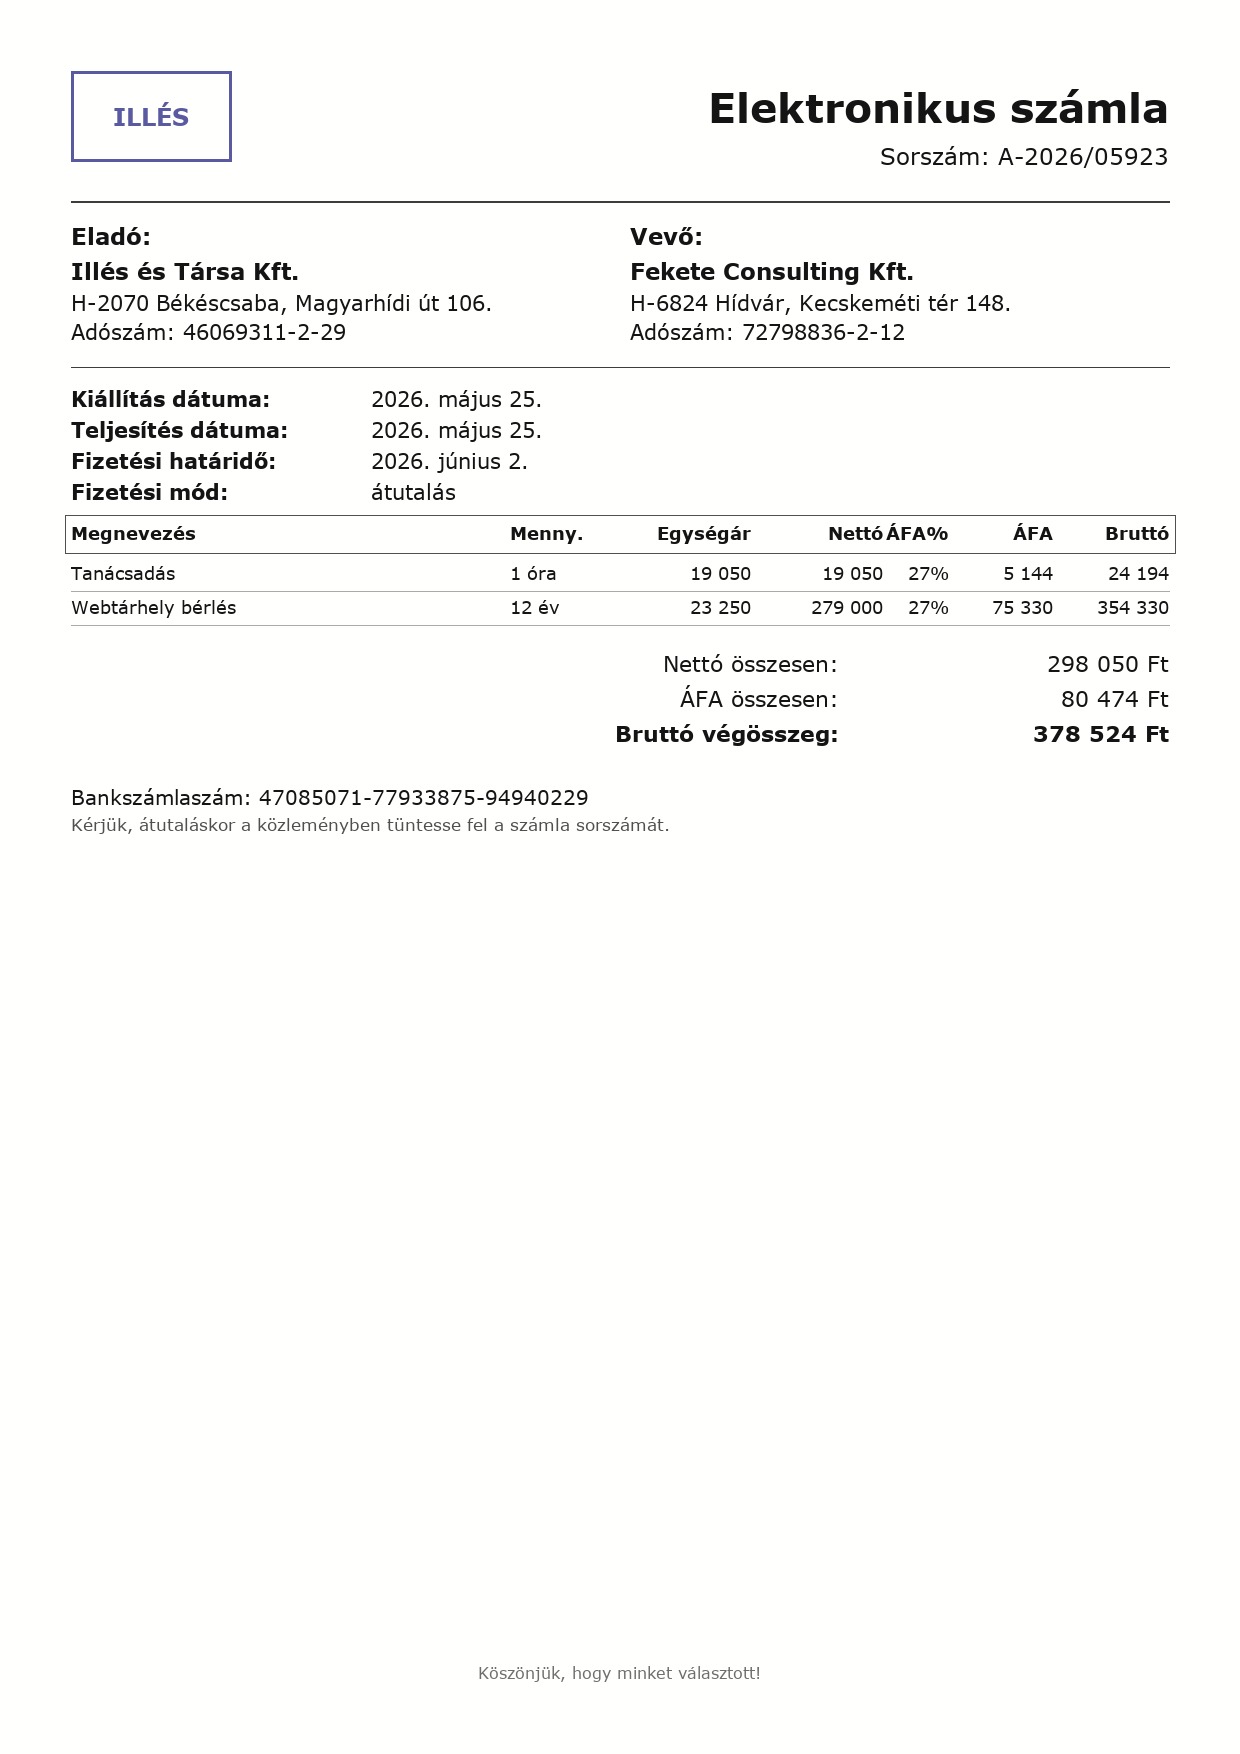 ILLÉS
Elektronikus számla
Sorszám: A-2026/05923
Eladó:
Illés és Társa Kft.
H-2070 Békéscsaba, Magyarhídi út 106.
Adószám: 46069311-2-29
Vevő:
Fekete Consulting Kft.
H-6824 Hídvár, Kecskeméti tér 148.
Adószám: 72798836-2-12
Kiállítás dátuma: 2026. május 25.
Teljesítés dátuma: 2026. május 25.
Fizetési határidő: 2026. június 2.
Fizetési mód: átutalás
Megnevezés Menny. Egységár Nettó ÁFA% ÁFA Bruttó
Tanácsadás 1 óra 19 050 19 050 27% 5 144 24 194
Webtárhely bérlés 12 év 23 250 279 000 27% 75 330 354 330
Nettó összesen: 298 050 Ft
ÁFA összesen: 80 474 Ft
Bruttó végösszeg: 378 524 Ft
Bankszámlaszám: 47085071-77933875-94940229
Kérjük, átutaláskor a közleményben tüntesse fel a számla sorszámát.
Köszönjük, hogy minket választott!